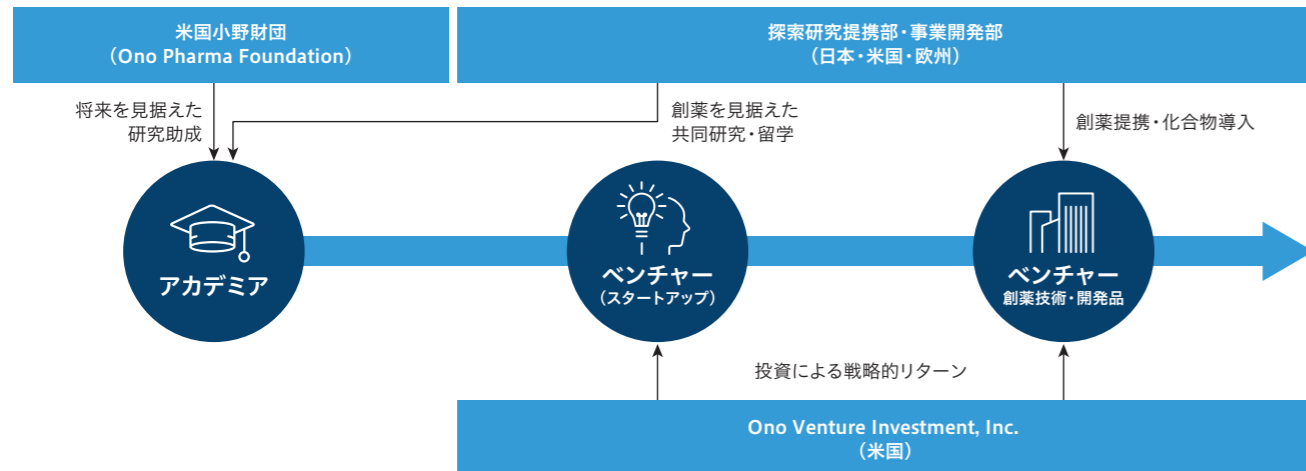 米国小野財団
（Ono Pharma Foundation）
探索研究提携部・事業開発部
（日本・米国・欧州）
将来を見据えた
研究助成
創薬を見据えた
共同研究・留学
創薬提携・化合物導入
アカデミア
ベンチャー
（スタートアップ）
ベンチャー
創薬技術・開発品
投資による戦略的リターン
Ono Venture Investment, Inc.
（米国）